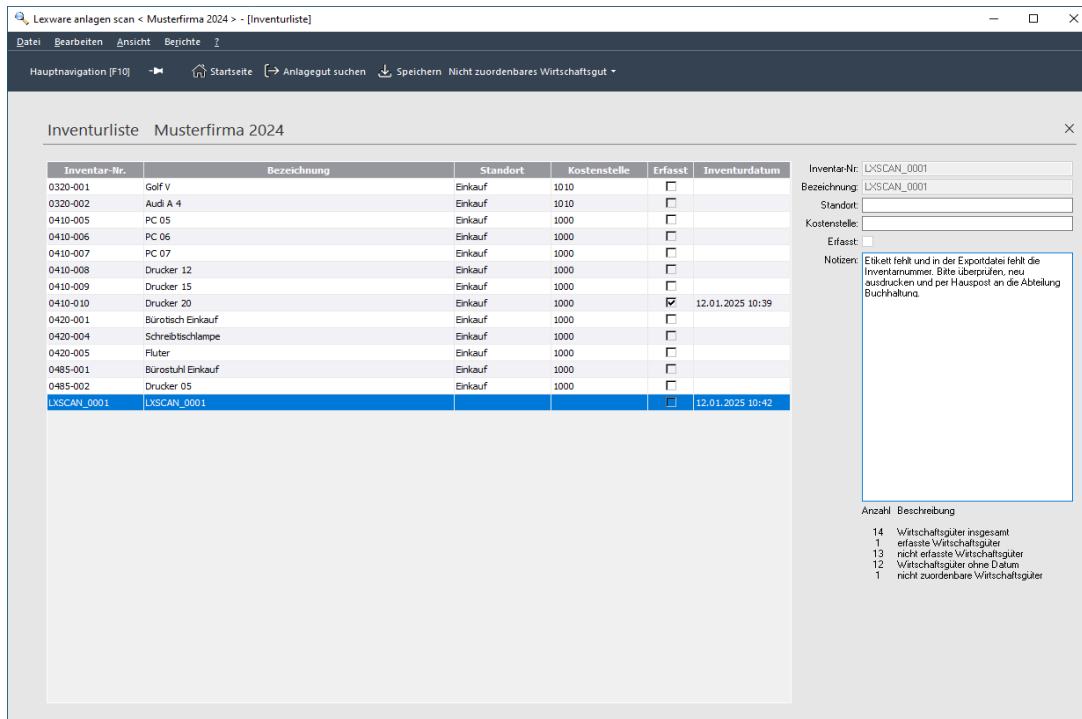 Lexware anlagen scan < Musterfirma 2024 > - [Inventurliste]
Datei Bearbeiten Ansicht Berichte ?
Hauptnavigation [F10] Startseite Anlagegut suchen Speichern Nicht zuordenbares Wirtschaftsgut
Inventurliste Musterfirma 2024
Inventar-Nr. Bezeichnung Standort Kostenstelle Erfasst Inventurdatum
0320-001 Golf V Einkauf 1010
0320-002 Audi A 4 Einkauf 1010
0410-005 PC 05 Einkauf 1000
0410-006 PC 06 Einkauf 1000
0410-007 PC 07 Einkauf 1000
0410-008 Drucker 12 Einkauf 1000
0410-009 Drucker 15 Einkauf 1000
0410-010 Drucker 20 Einkauf 1000 12.01.2025 10:39
0420-001 Bürotisch Einkauf Einkauf 1000
0420-004 Schreibtischlampe Einkauf 1000
0420-005 Fluter Einkauf 1000
0485-001 Bürostuhl Einkauf Einkauf 1000
0485-002 Drucker 05 Einkauf 1000
LXSCAN_0001 LXSCAN_0001 12.01.2025 10:42
Inventar-Nr: LXSCAN_0001
Bezeichnung: LXSCAN_0001
Standort:
Kostenstelle:
Erfasst:
Notizen: Etikett fehlt und in der Exportdatei fehlt die
Inventarnummer. Bitte überprüfen, neu
ausdrucken und per Hauspost an die Abteilung
Buchhaltung.
Anzahl Beschreibung
14 Wirtschaftsgüter insgesamt
1 erfasste Wirtschaftsgüter
13 nicht erfasste Wirtschaftsgüter
12 Wirtschaftsgüter ohne Datum
1 nicht zuordenbare Wirtschaftsgüter